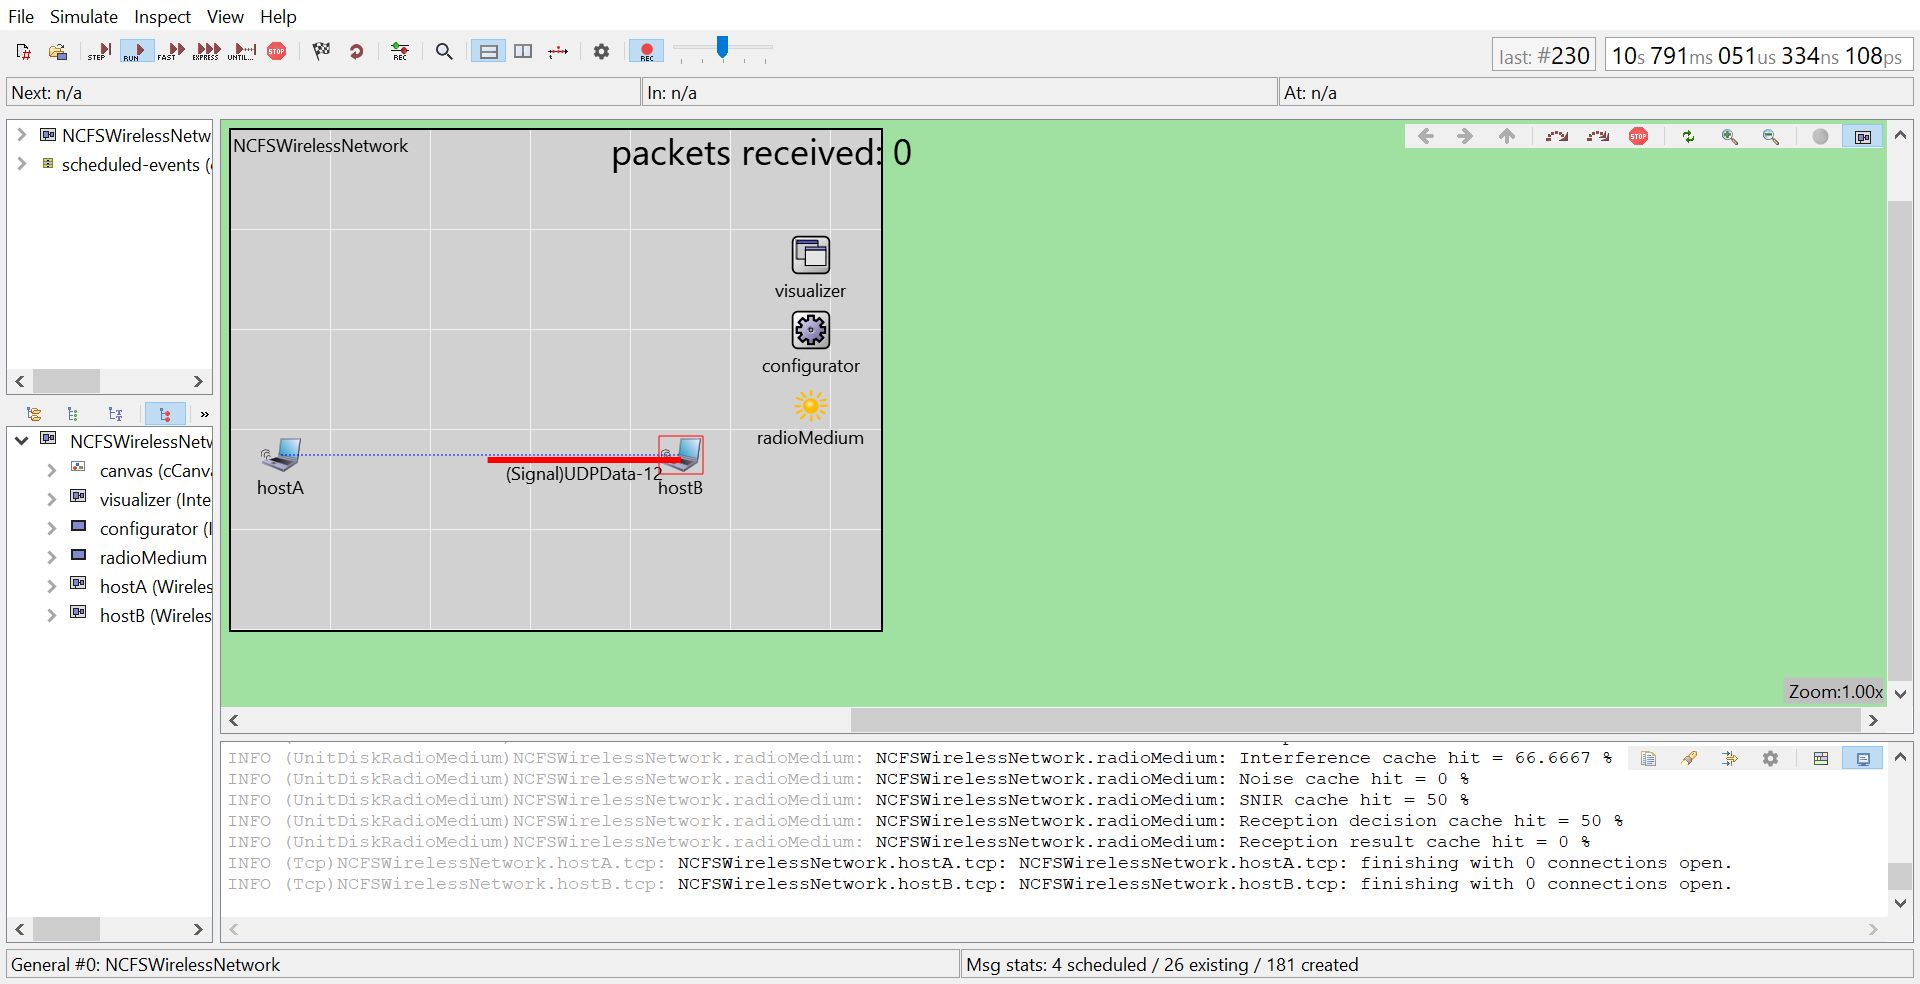 File Simulate Inspect View Help
STEP RUN FAST EXPRESS UNTIL... STOP REC REC
last: #230 10s 791ms 051us 334ns 108ps
Next: n/a In: n/a At: n/a
NCFSWirelessNetw
scheduled-events (
NCFSWirelessNetw
canvas (cCanva
visualizer (Inte
configurator (I
radioMedium
hostA (Wireles
hostB (Wireles
NCFSWirelessNetwork
packets received: 0
STOP
visualizer
configurator
radioMedium
(Signal)UDPData-12
hostA
hostB
Zoom:1.00x
INFO (UnitDiskRadioMedium)NCFSWirelessNetwork.radioMedium: NCFSWirelessNetwork.radioMedium: Interference cache hit = 66.6667 %
INFO (UnitDiskRadioMedium)NCFSWirelessNetwork.radioMedium: NCFSWirelessNetwork.radioMedium: Noise cache hit = 0 %
INFO (UnitDiskRadioMedium)NCFSWirelessNetwork.radioMedium: NCFSWirelessNetwork.radioMedium: SNIR cache hit = 50 %
INFO (UnitDiskRadioMedium)NCFSWirelessNetwork.radioMedium: NCFSWirelessNetwork.radioMedium: Reception decision cache hit = 50 %
INFO (UnitDiskRadioMedium)NCFSWirelessNetwork.radioMedium: NCFSWirelessNetwork.radioMedium: Reception result cache hit = 0 %
INFO (Tcp)NCFSWirelessNetwork.hostA.tcp: NCFSWirelessNetwork.hostA.tcp: NCFSWirelessNetwork.hostA.tcp: finishing with 0 connections open.
INFO (Tcp)NCFSWirelessNetwork.hostB.tcp: NCFSWirelessNetwork.hostB.tcp: NCFSWirelessNetwork.hostB.tcp: finishing with 0 connections open.
General #0: NCFSWirelessNetwork Msg stats: 4 scheduled / 26 existing / 181 created